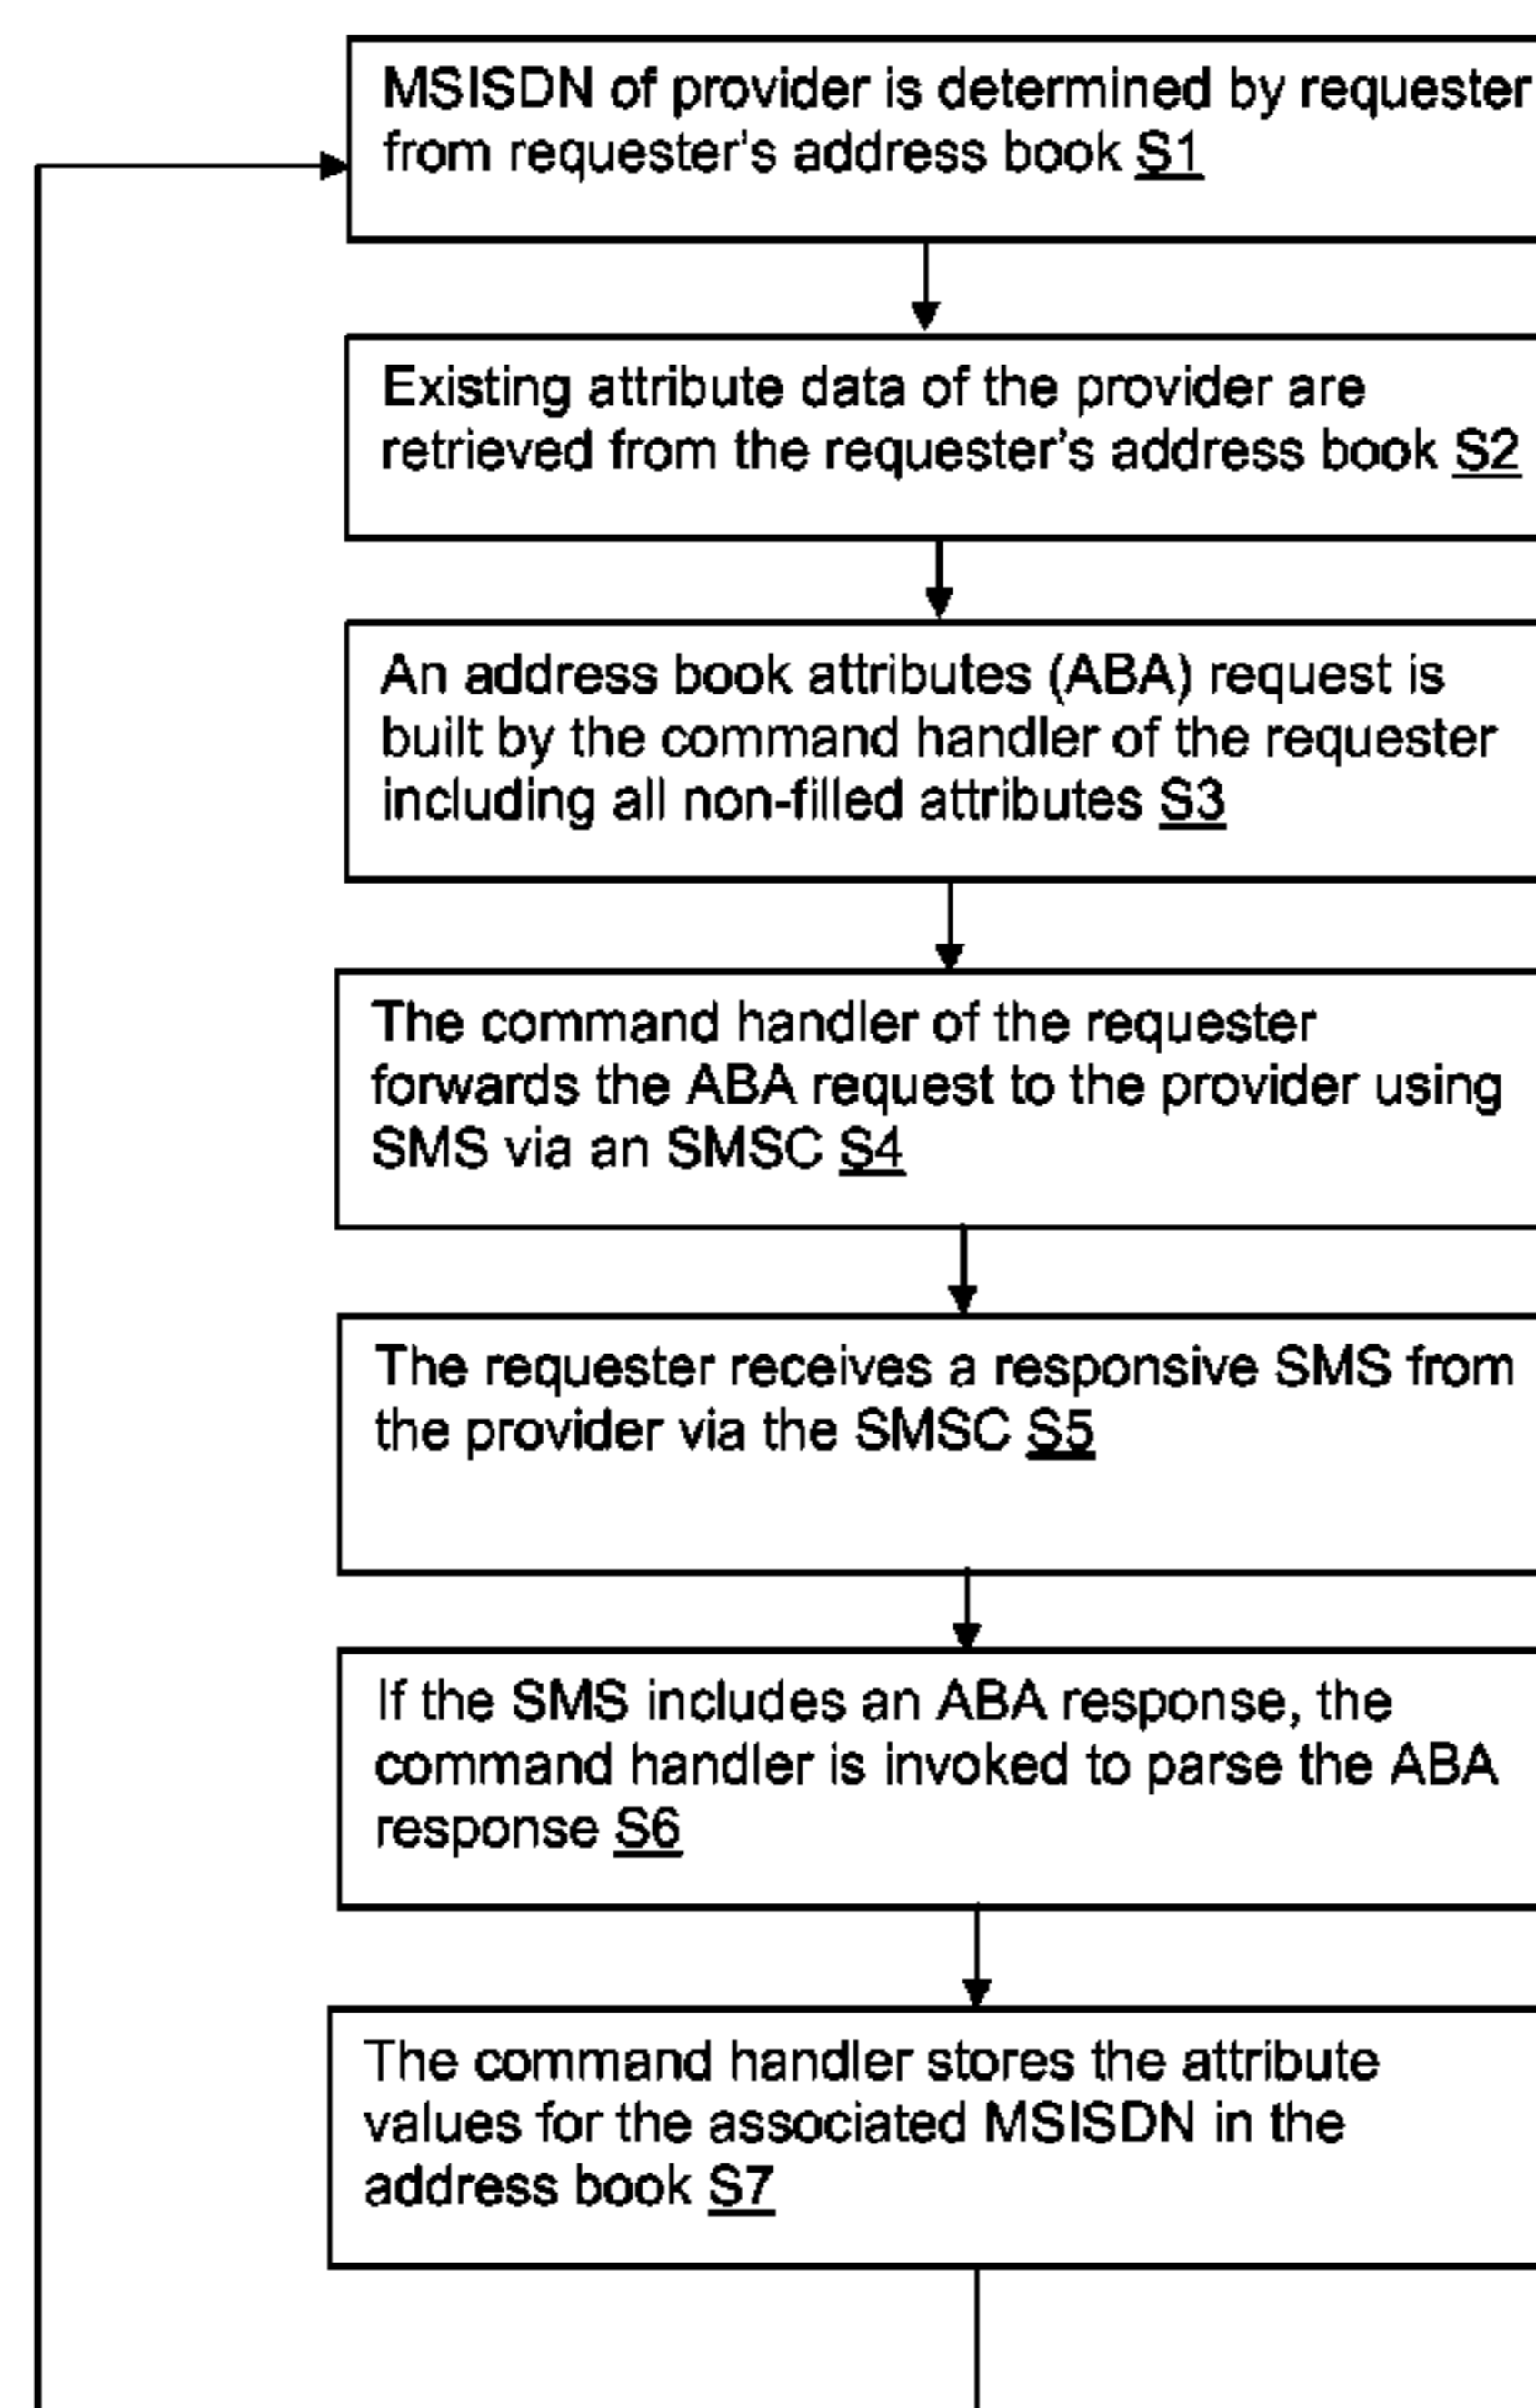 MSISDN of provider is determined by requester
from requester's address book S1
Existing attribute data of the provider are
retrieved from the requester's address book S2
An address book attributes (ABA) request is
built by the command handler of the requester
including all non-filled attributes S3
The command handler of the requester
forwards the ABA request to the provider using
SMS via an SMSC S4
The requester receives a responsive SMS from
the provider via the SMSC S5
If the SMS includes an ABA response, the
command handler is invoked to parse the ABA
response S6
The command handler stores the attribute
values for the associated MSISDN in the
address book S7